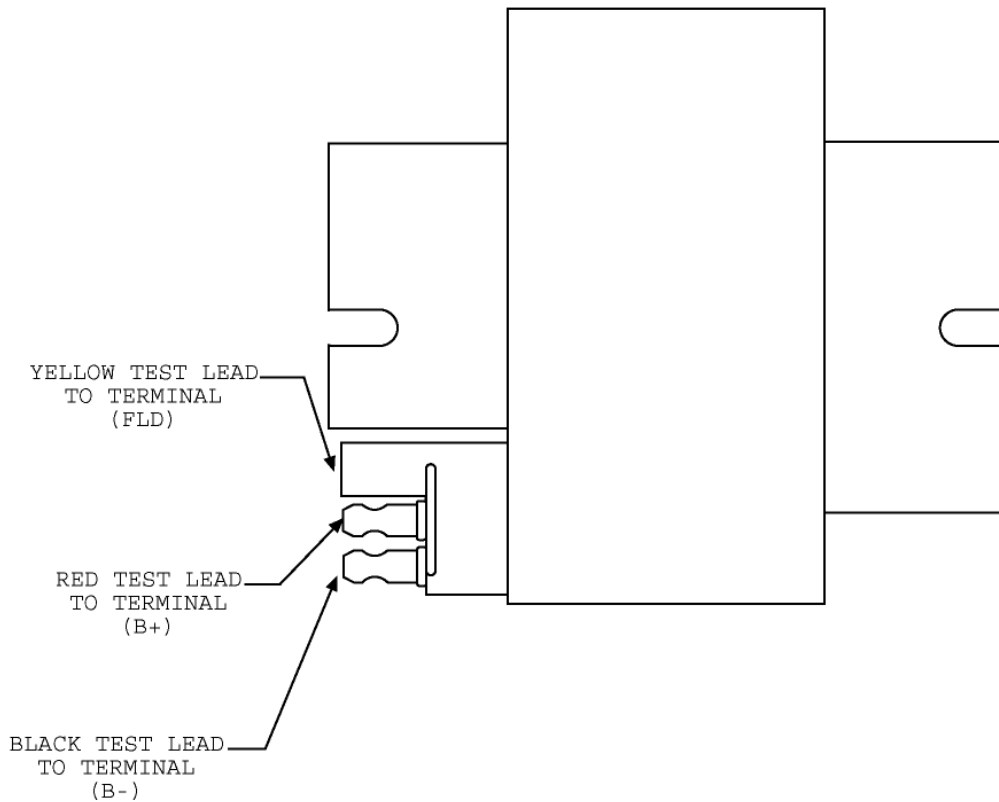 YELLOW TEST LEAD
TO TERMINAL
(FLD)
RED TEST LEAD
TO TERMINAL
(B+)
BLACK TEST LEAD
TO TERMINAL
(B-)